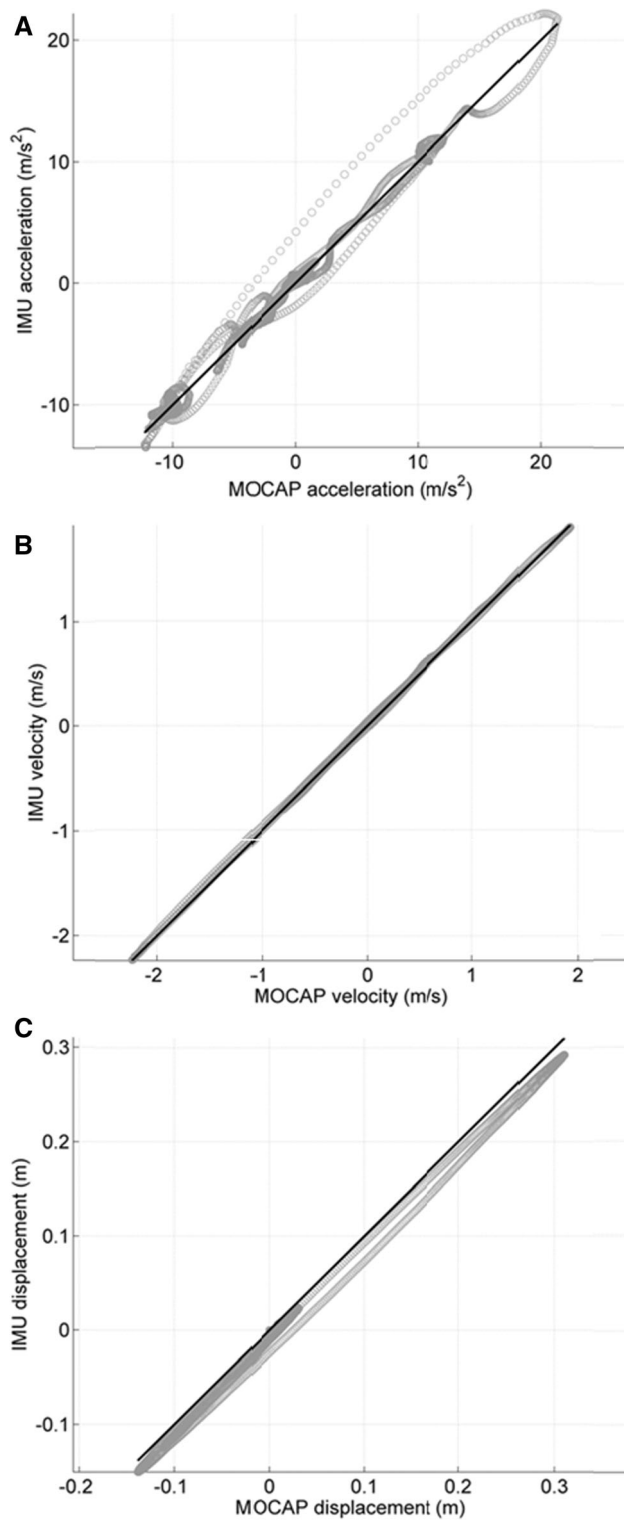 A
20
10
0
-10
IMU acceleration (m/s2)
-10 0 10 20
MOCAP acceleration (m/s2)
B
1
0
-1
-2
IMU velocity (m/s)
-2 -1 0 1 2
MOCAP velocity (m/s)
C
0.3
0.2
0.1
0
-0.1
IMU displacement (m)
-0.2 -0.1 0 0.1 0.2 0.3
MOCAP displacement (m)